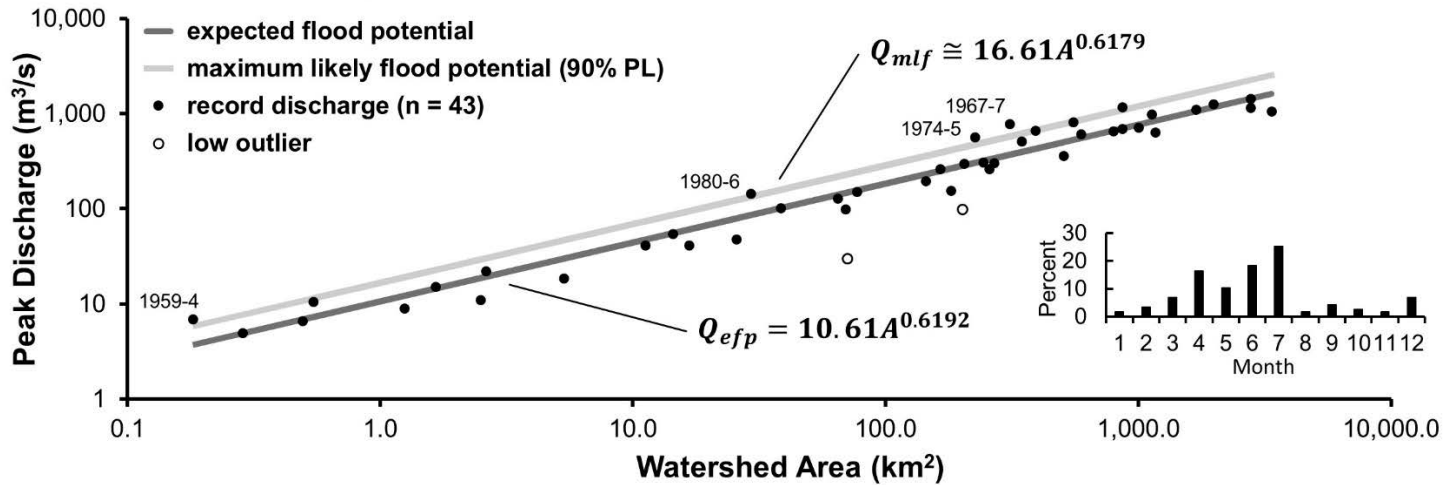 10,000
1,000
100
10
1
Peak Discharge (m³/s)
expected flood potential
maximum likely flood potential (90% PL)
record discharge (n = 43)
low outlier
Q_mlf ≅ 16.61A^0.6179
1967-7
1974-5
1980-6
1959-4
Q_efp = 10.61A^0.6192
30
20
10
0
Percent
1 2 3 4 5 6 7 8 9 10 11 12
Month
0.1 1.0 10.0 100.0 1,000.0 10,000.0
Watershed Area (km²)